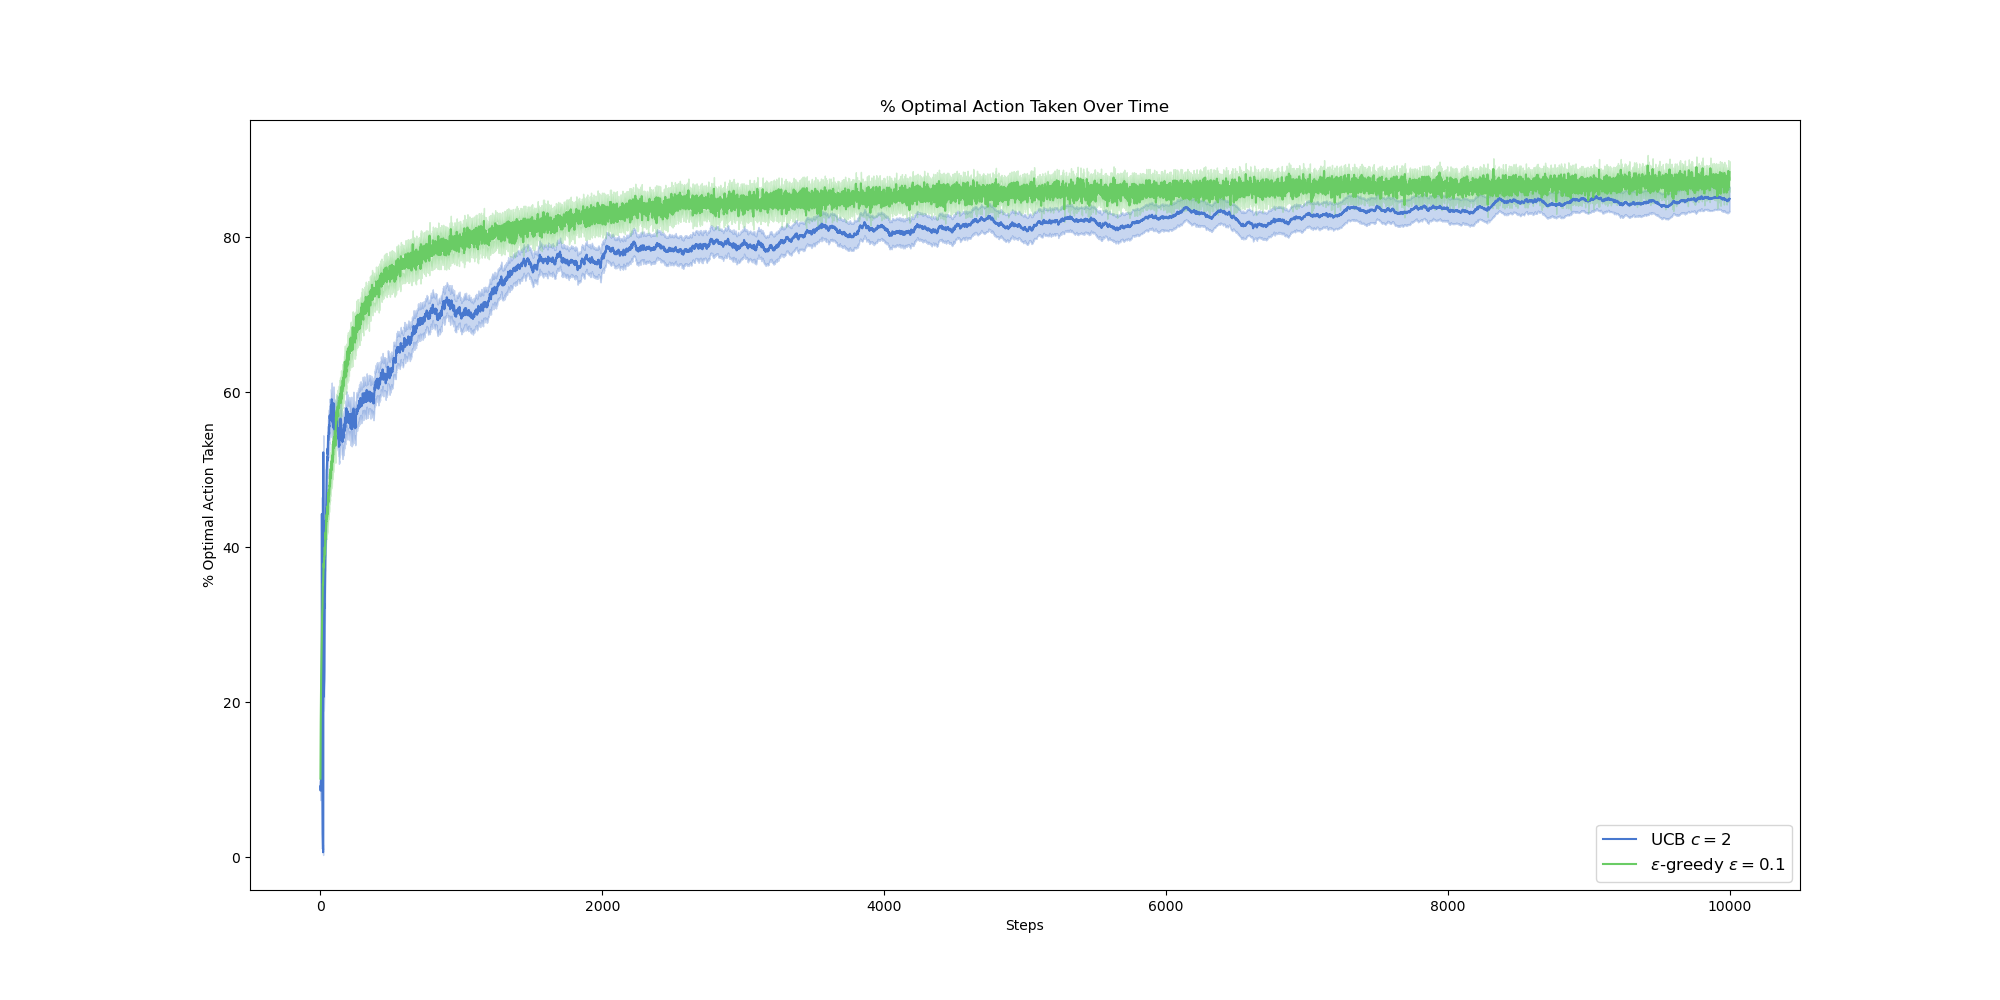 % Optimal Action Taken Over Time
% Optimal Action Taken
80
60
40
20
0
0 2000 4000 6000 8000 10000
Steps
UCB c = 2
ε-greedy ε = 0.1